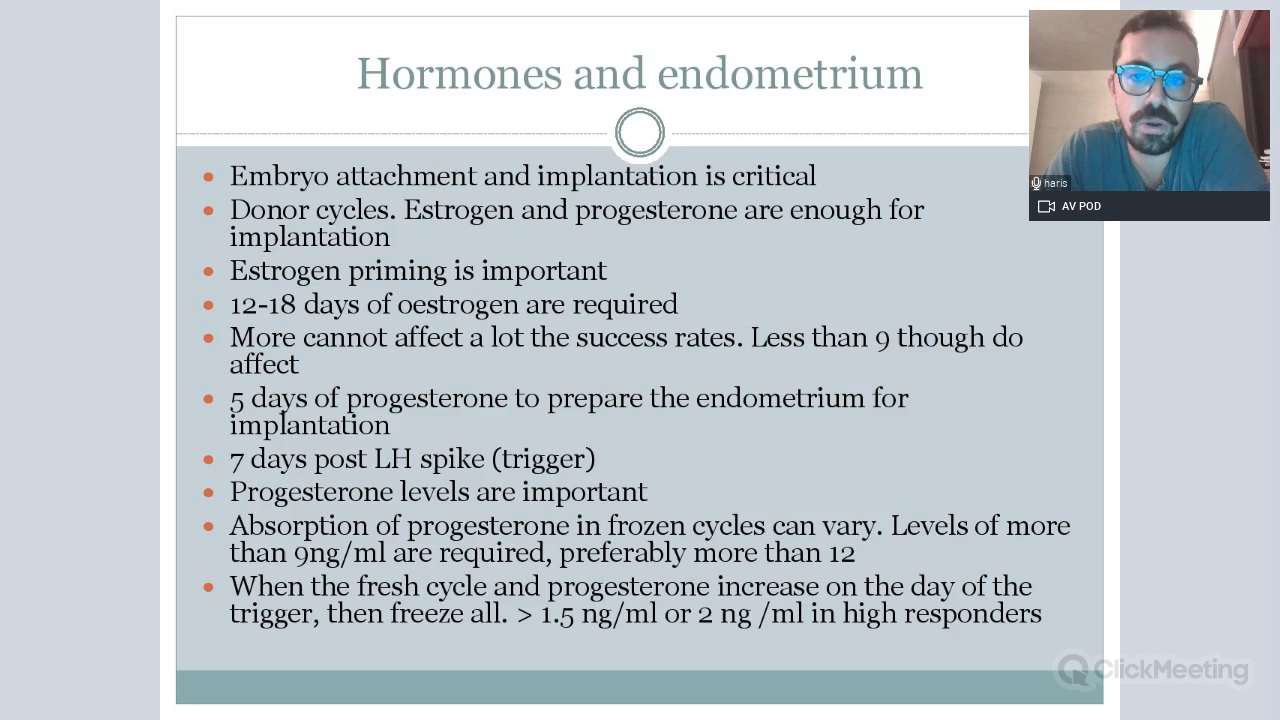 Hormones and endometrium
Embryo attachment and implantation is critical
Donor cycles. Estrogen and progesterone are enough for
implantation
Estrogen priming is important
12-18 days of oestrogen are required
More cannot affect a lot the success rates. Less than 9 though do
affect
5 days of progesterone to prepare the endometrium for
implantation
7 days post LH spike (trigger)
Progesterone levels are important
Absorption of progesterone in frozen cycles can vary. Levels of more
than 9ng/ml are required, preferably more than 12
When the fresh cycle and progesterone increase on the day of the
trigger, then freeze all. > 1.5 ng/ml or 2 ng /ml in high responders
haris
AV POD
ClickMeeting